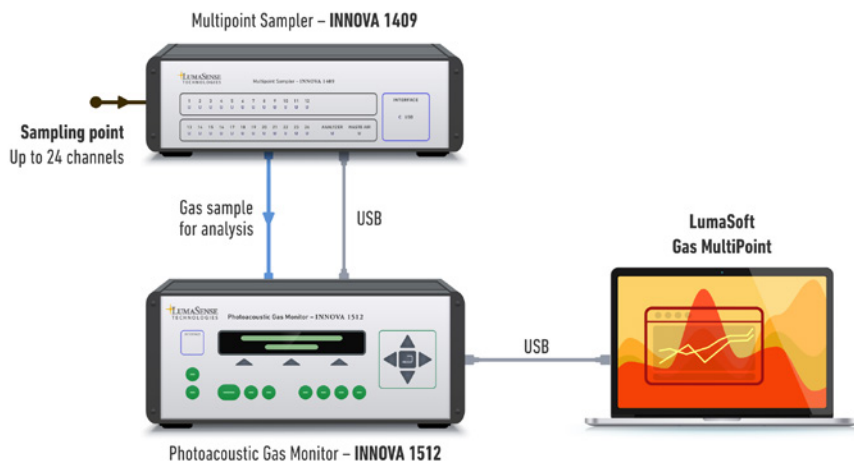 Multipoint Sampler – INNOVA 1409
LUMASENSE
TECHNOLOGIES
Multipoint Sampler – INNOVA 1409
1 2 3 4 5 6 7 8 9 10 11 12
INTERFACE
USB
13 14 15 16 17 18 19 20 21 22 23 24
Sampling point
Up to 24 channels
Gas sample
for analysis
USB
LumaSoft
Gas MultiPoint
LUMASENSE
TECHNOLOGIES
Photoacoustic Gas Monitor – INNOVA 1512
USB
Photoacoustic Gas Monitor – INNOVA 1512